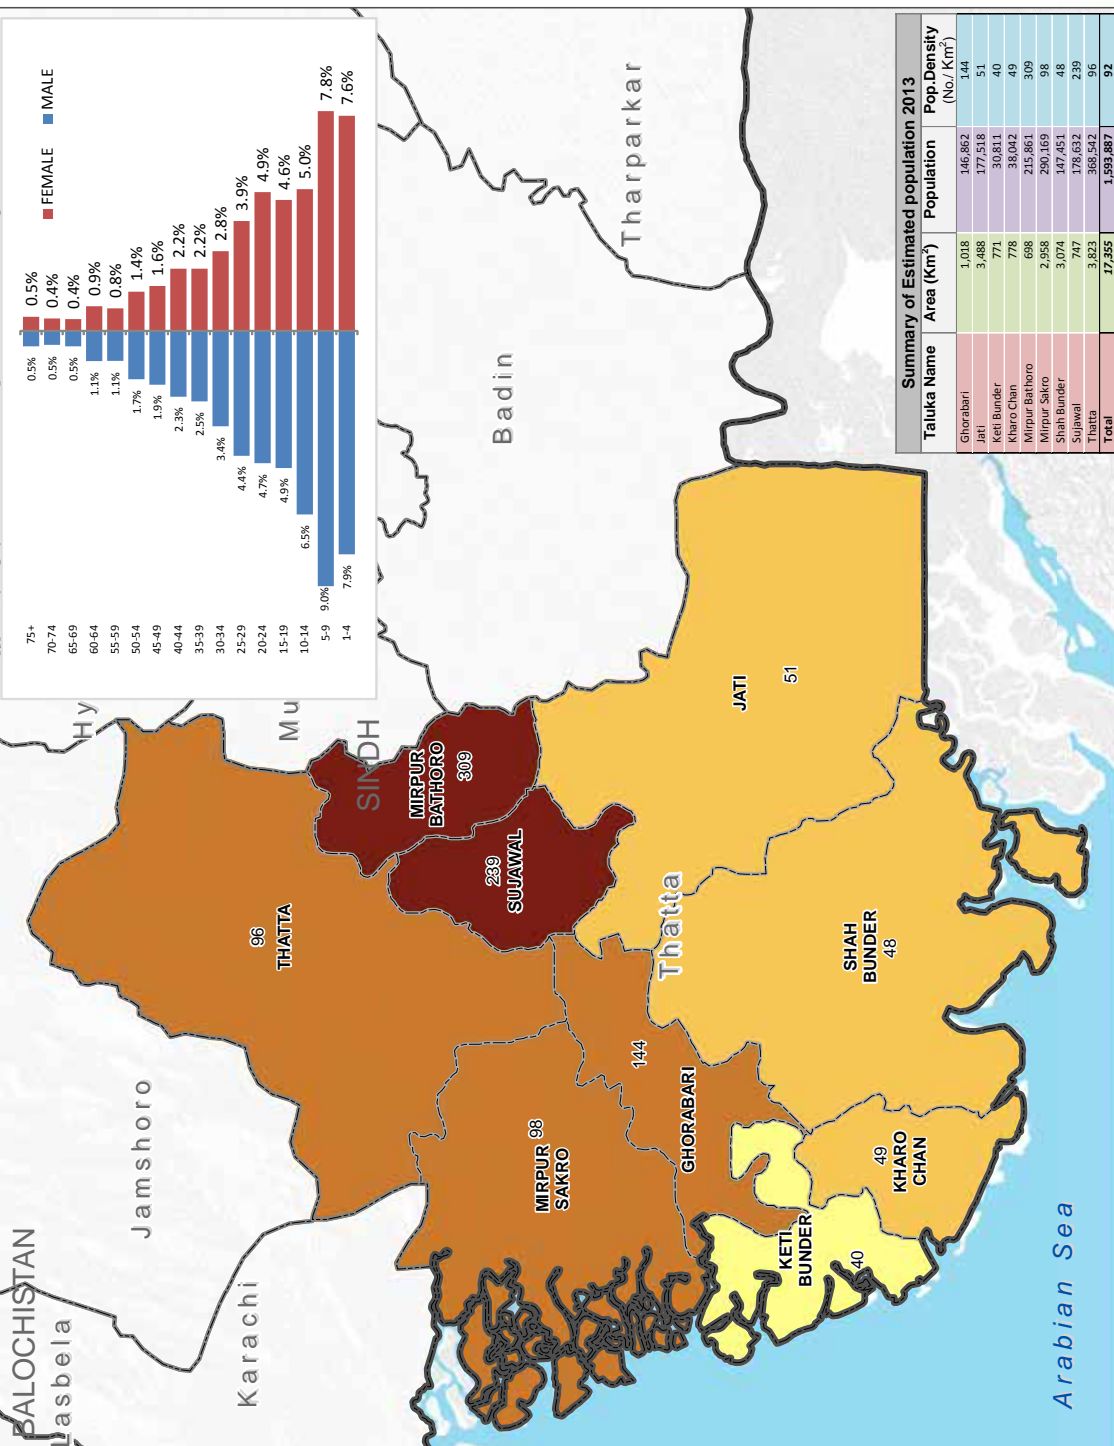 FEMALE
MALE
75+ 0.5% 0.5%
70-74 0.5% 0.4%
65-69 0.5% 0.4%
60-64 1.1% 0.9%
55-59 1.1% 0.8%
50-54 1.7% 1.4%
45-49 1.9% 1.6%
40-44 2.3% 2.2%
35-39 2.5% 2.2%
30-34 3.4% 2.8%
25-29 4.4% 3.9%
20-24 4.7% 4.9%
15-19 4.9% 4.6%
10-14 6.5% 5.0%
5-9 9.0% 7.8%
1-4 7.9% 7.6%
BALOCHISTAN
Lasbela
Jamshoro
Karachi
Hy
Mu
SINDH
Badin
Tharparkar
96
THATTA
MIRPUR
BATHORO
309
239
SUJAWAL
MIRPUR 98
SAKRO
144
GHORABARI
Thatta
JATI
51
SHAH
BUNDER
48
KETI
BUNDER
40
49
KHARO
CHAN
Arabian Sea
Summary of Estimated population 2013
Taluka Name Area (Km²) Population Pop.Density
(No./ Km²)
Ghorabari 1,018 146,862 144
Jati 3,488 177,518 51
Keti Bunder 771 30,811 40
Kharo Chan 778 38,042 49
Mirpur Bathoro 698 215,861 309
Mirpur Sakro 2,958 290,169 98
Shah Bunder 3,074 147,451 48
Sujawal 747 178,632 239
Thatta 3,823 368,542 96
Total 17,355 1,593,887 92